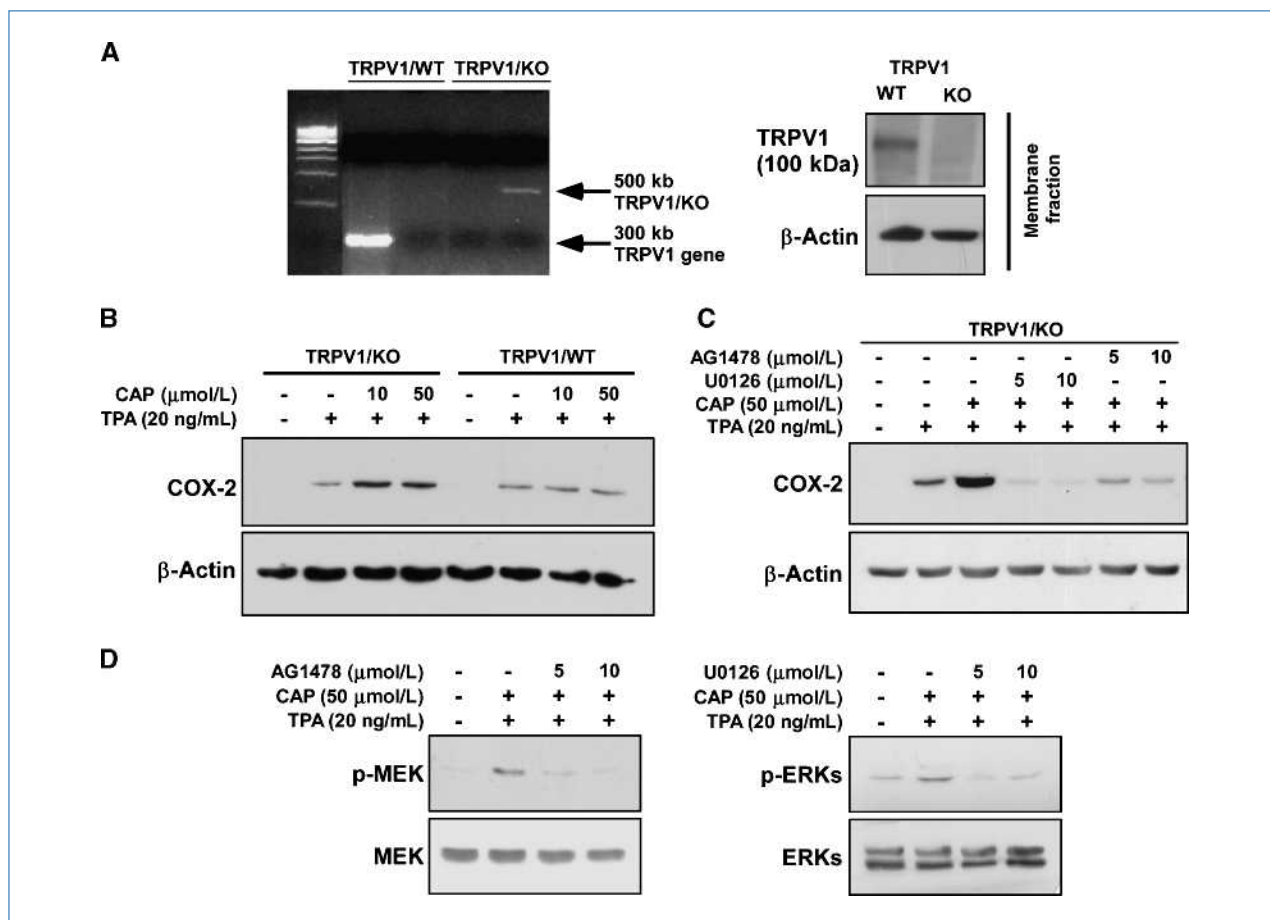 A
TRPV1/WT TRPV1/KO
500 kb
TRPV1/KO
300 kb
TRPV1 gene
TRPV1
WT KO
TRPV1
(100 kDa)
β-Actin
Membrane
fraction
B
TRPV1/KO TRPV1/WT
CAP (μmol/L) - - 10 50 - - 10 50
TPA (20 ng/mL) - + + + - + + +
COX-2
β-Actin
C
TRPV1/KO
AG1478 (μmol/L) - - - - - 5 10
U0126 (μmol/L) - - - 5 10 - -
CAP (50 μmol/L) - - + + + + +
TPA (20 ng/mL) - + + + + + +
COX-2
β-Actin
D
AG1478 (μmol/L) - - 5 10
CAP (50 μmol/L) - + + +
TPA (20 ng/mL) - + + +
p-MEK
MEK
U0126 (μmol/L) - - 5 10
CAP (50 μmol/L) - + + +
TPA (20 ng/mL) - + + +
p-ERKs
ERKs